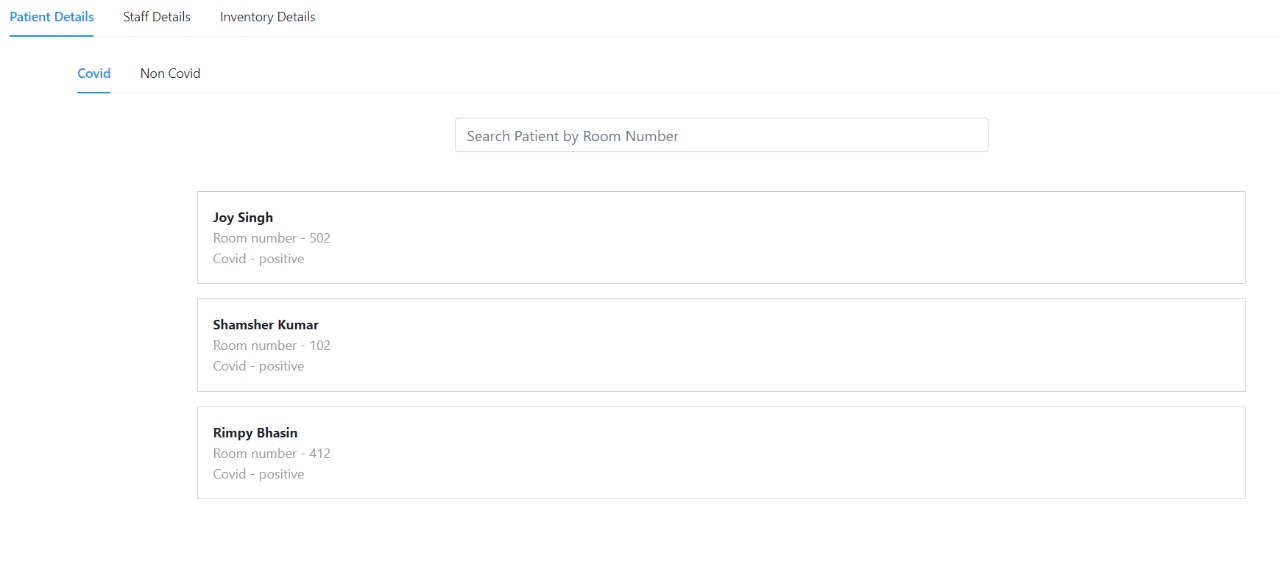 Patient Details Staff Details Inventory Details
Covid Non Covid
Search Patient by Room Number
Joy Singh
Room number - 502
Covid - positive
Shamsher Kumar
Room number - 102
Covid - positive
Rimpy Bhasin
Room number - 412
Covid - positive